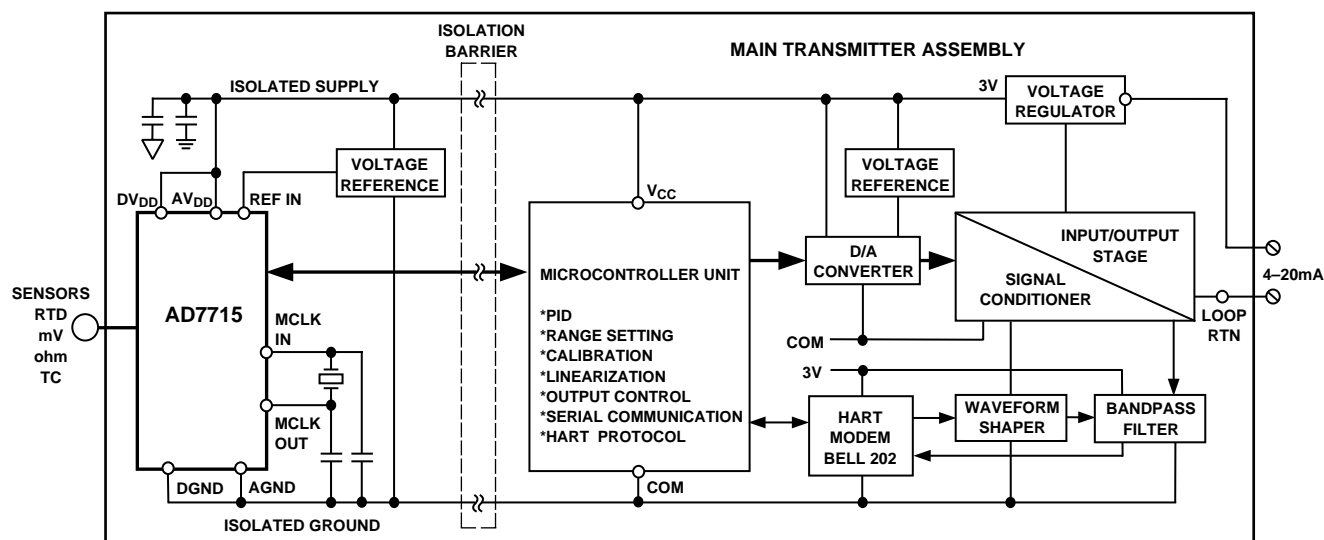 ISOLATION
BARRIER
MAIN TRANSMITTER ASSEMBLY
ISOLATED SUPPLY
3V
VOLTAGE
REGULATOR
VOLTAGE
REFERENCE
VOLTAGE
REFERENCE
DVDD
AVDD
REF IN
VCC
SENSORS
RTD
mV
ohm
TC
AD7715
MCLK
IN
MCLK
OUT
MICROCONTROLLER UNIT
*PID
*RANGE SETTING
*CALIBRATION
*LINEARIZATION
*OUTPUT CONTROL
*SERIAL COMMUNICATION
*HART PROTOCOL
D/A
CONVERTER
INPUT/OUTPUT
STAGE
SIGNAL
CONDITIONER
4–20mA
LOOP
RTN
COM
3V
HART
MODEM
BELL 202
WAVEFORM
SHAPER
BANDPASS
FILTER
DGND
AGND
COM
ISOLATED GROUND